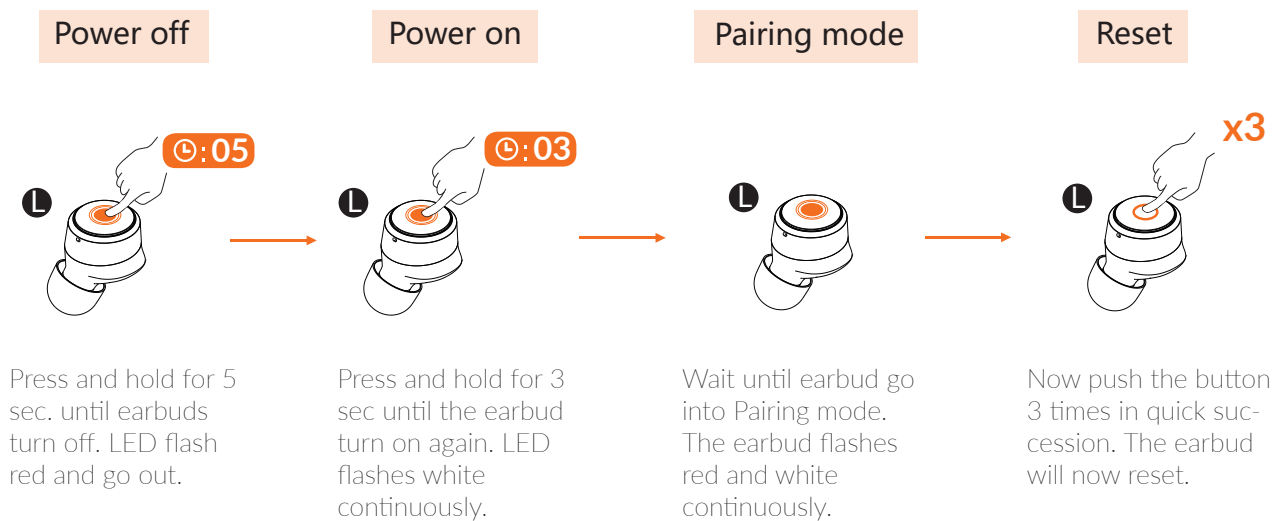 Power off
Power on
Pairing mode
Reset
:05
:03
x3
L
L
L
L
Press and hold for 5
sec. until earbuds
turn off. LED flash
red and go out.
Press and hold for 3
sec until the earbud
turn on again. LED
flashes white
continuously.
Wait until earbud go
into Pairing mode.
The earbud flashes
red and white
continuously.
Now push the button
3 times in quick suc-
cession. The earbud
will now reset.